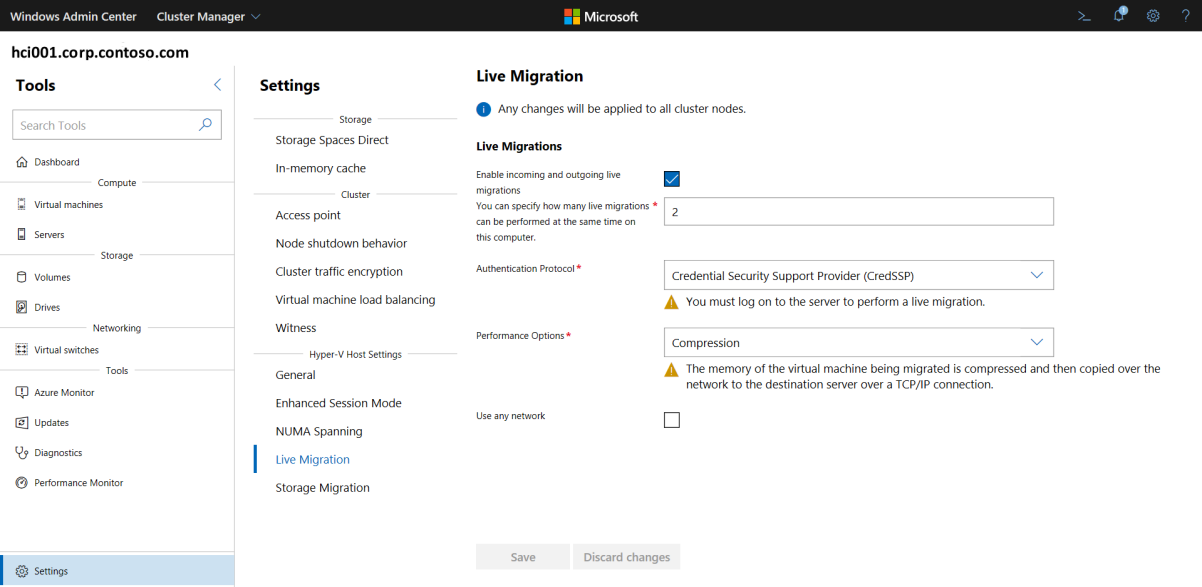 Windows Admin Center
Cluster Manager
Microsoft
1
hci001.corp.contoso.com
Tools
Search Tools
Dashboard
Compute
Virtual machines
Servers
Storage
Volumes
Drives
Networking
Virtual switches
Tools
Azure Monitor
Updates
Diagnostics
Performance Monitor
Settings
Settings
Storage
Storage Spaces Direct
In-memory cache
Cluster
Access point
Node shutdown behavior
Cluster traffic encryption
Virtual machine load balancing
Witness
Hyper-V Host Settings
General
Enhanced Session Mode
NUMA Spanning
Live Migration
Storage Migration
Live Migration
Any changes will be applied to all cluster nodes.
Live Migrations
Enable incoming and outgoing live
migrations
You can specify how many live migrations *
can be performed at the same time on
this computer.
2
Authentication Protocol *
Credential Security Support Provider (CredSSP)
You must log on to the server to perform a live migration.
Performance Options *
Compression
The memory of the virtual machine being migrated is compressed and then copied over the
network to the destination server over a TCP/IP connection.
Use any network
Save
Discard changes